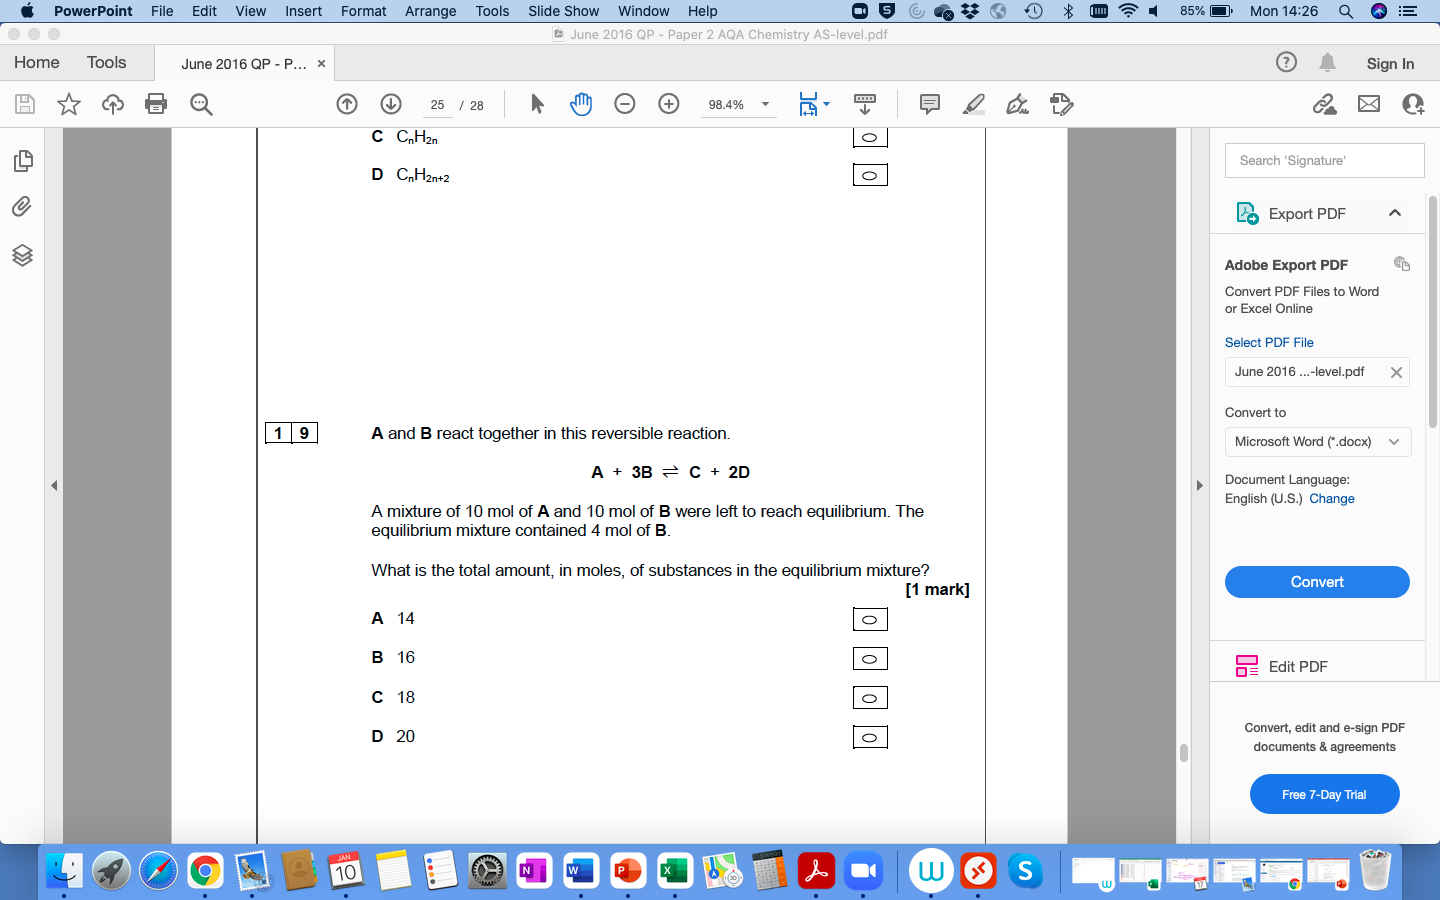 PowerPoint File Edit View Insert Format Arrange Tools Slide Show Window Help 85% Mon 14:26
June 2016 QP - Paper 2 AQA Chemistry AS-level.pdf
Home Tools June 2016 QP - P... × Sign In
25 / 28 98.4%
C CₙH₂ₙ
D CₙH₂ₙ₊₂
1 9 A and B react together in this reversible reaction.
A + 3B ⇌ C + 2D
A mixture of 10 mol of A and 10 mol of B were left to reach equilibrium. The
equilibrium mixture contained 4 mol of B.
What is the total amount, in moles, of substances in the equilibrium mixture?
[1 mark]
A 14
B 16
C 18
D 20
Search 'Signature'
Export PDF
Adobe Export PDF
Convert PDF Files to Word
or Excel Online
Select PDF File
June 2016 ...-level.pdf
Convert to
Microsoft Word (*.docx)
Document Language:
English (U.S.) Change
Convert
Edit PDF
Convert, edit and e-sign PDF
documents & agreements
Free 7-Day Trial
JAN
10